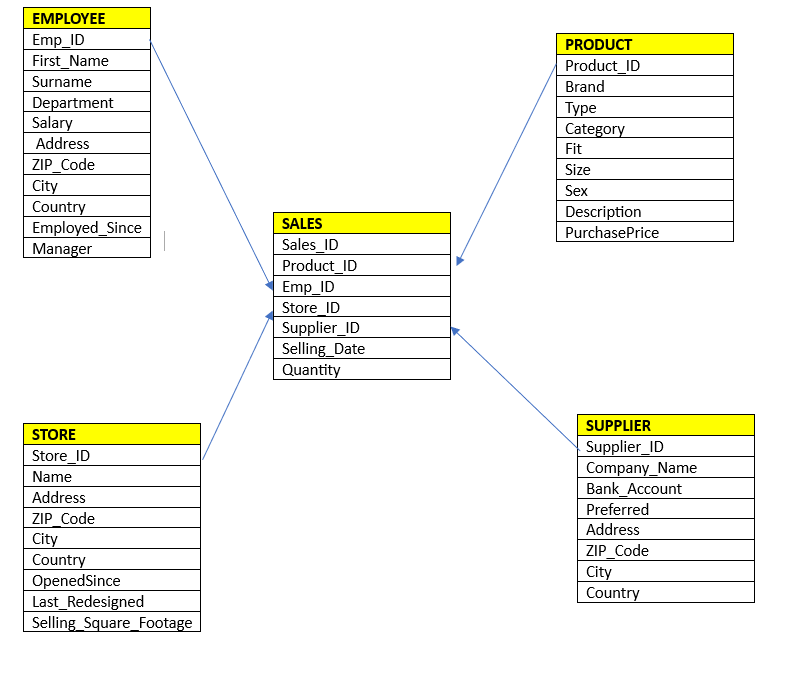 EMPLOYEE
Emp_ID
First_Name
Surname
Department
Salary
Address
ZIP_Code
City
Country
Employed_Since
Manager
PRODUCT
Product_ID
Brand
Type
Category
Fit
Size
Sex
Description
PurchasePrice
SALES
Sales_ID
Product_ID
Emp_ID
Store_ID
Supplier_ID
Selling_Date
Quantity
STORE
Store_ID
Name
Address
ZIP_Code
City
Country
OpenedSince
Last_Redesigned
Selling_Square_Footage
SUPPLIER
Supplier_ID
Company_Name
Bank_Account
Preferred
Address
ZIP_Code
City
Country